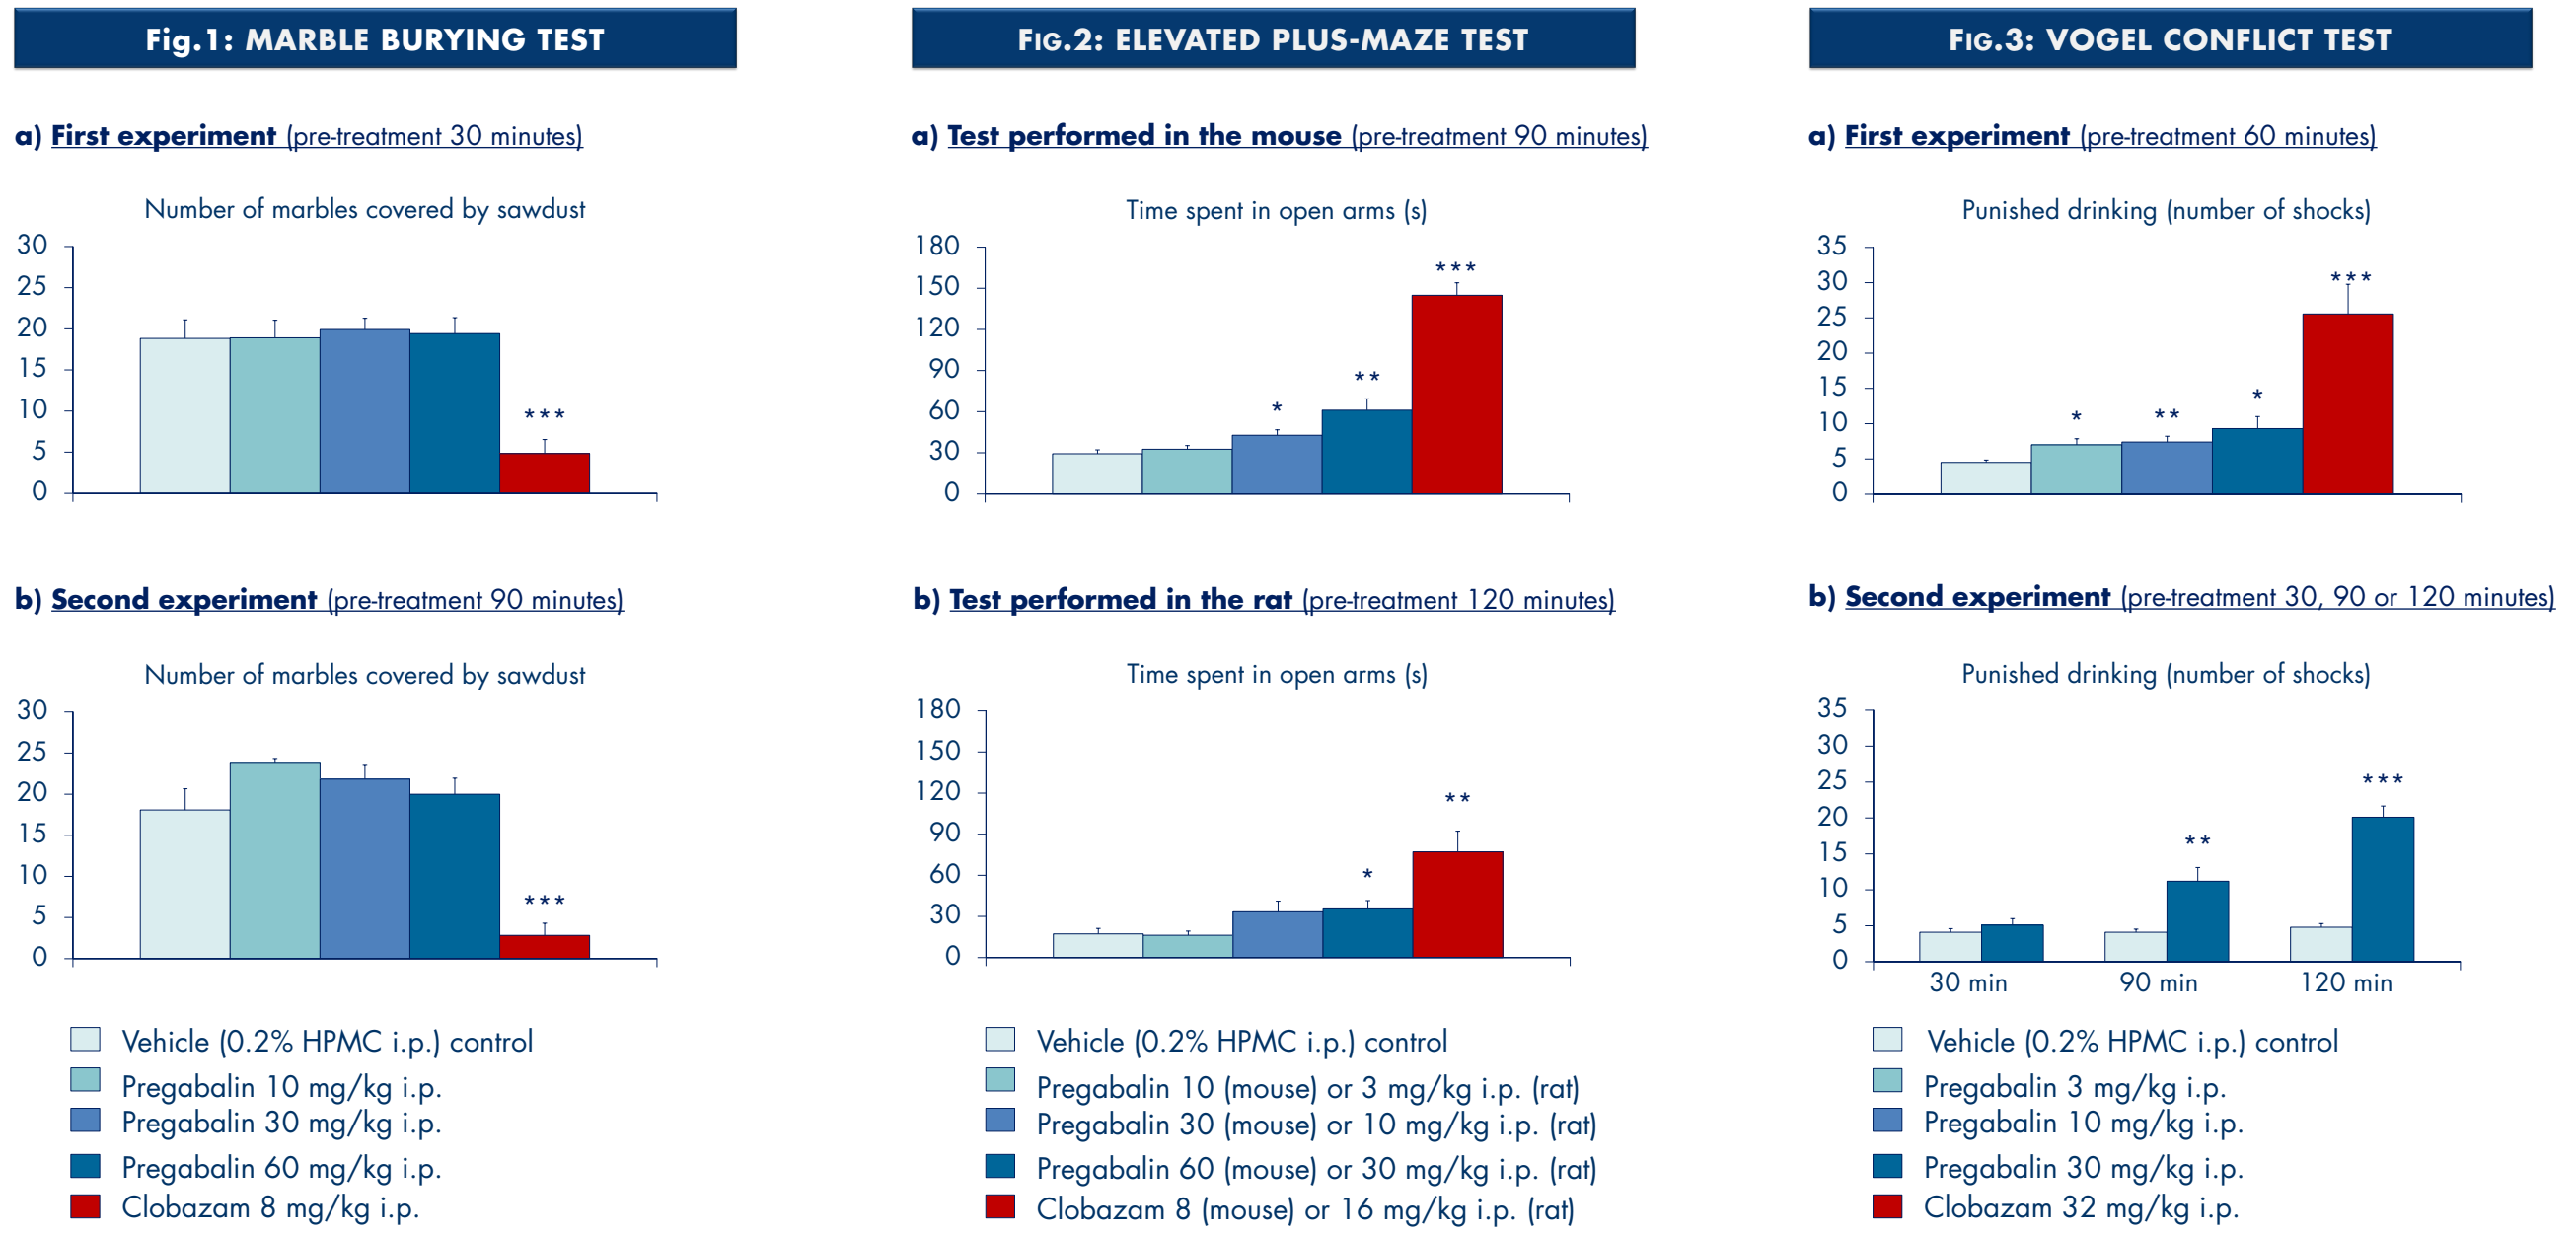 Fig.1: MARBLE BURYING TEST
a) First experiment (pre-treatment 30 minutes)
Number of marbles covered by sawdust
30
25
20
15
10
5
0
***
b) Second experiment (pre-treatment 90 minutes)
Number of marbles covered by sawdust
30
25
20
15
10
5
0
***
Vehicle (0.2% HPMC i.p.) control
Pregabalin 10 mg/kg i.p.
Pregabalin 30 mg/kg i.p.
Pregabalin 60 mg/kg i.p.
Clobazam 8 mg/kg i.p.
FIG.2: ELEVATED PLUS-MAZE TEST
a) Test performed in the mouse (pre-treatment 90 minutes)
Time spent in open arms (s)
180
150
120
90
60
30
0
*
**
***
b) Test performed in the rat (pre-treatment 120 minutes)
Time spent in open arms (s)
180
150
120
90
60
30
0
*
**
Vehicle (0.2% HPMC i.p.) control
Pregabalin 10 (mouse) or 3 mg/kg i.p. (rat)
Pregabalin 30 (mouse) or 10 mg/kg i.p. (rat)
Pregabalin 60 (mouse) or 30 mg/kg i.p. (rat)
Clobazam 8 (mouse) or 16 mg/kg i.p. (rat)
FIG.3: VOGEL CONFLICT TEST
a) First experiment (pre-treatment 60 minutes)
Punished drinking (number of shocks)
35
30
25
20
15
10
5
0
*
**
*
***
b) Second experiment (pre-treatment 30, 90 or 120 minutes)
Punished drinking (number of shocks)
35
30
25
20
15
10
5
0
**
***
30 min
90 min
120 min
Vehicle (0.2% HPMC i.p.) control
Pregabalin 3 mg/kg i.p.
Pregabalin 10 mg/kg i.p.
Pregabalin 30 mg/kg i.p.
Clobazam 32 mg/kg i.p.